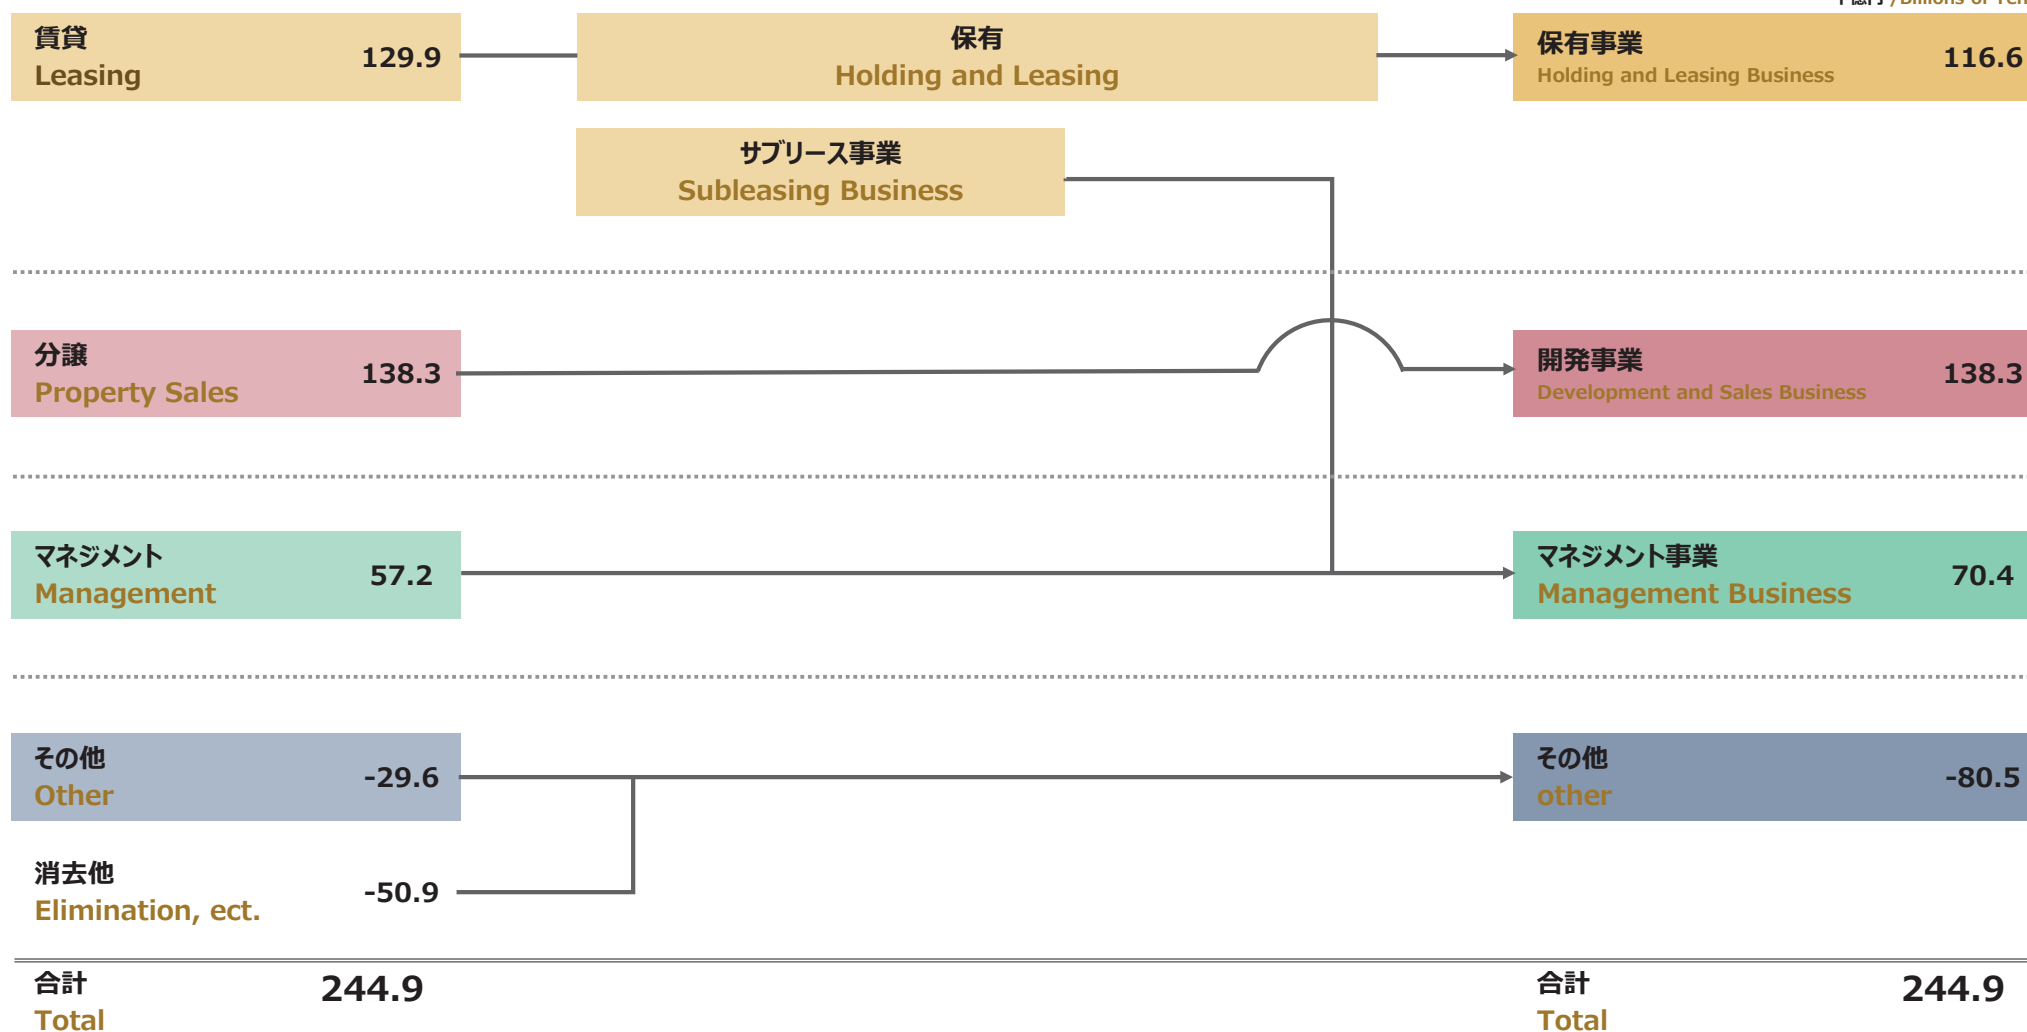 /Billions of Yen
賃貸
Leasing
129.9
保有
Holding and Leasing
保有事業
Holding and Leasing Business
116.6
サブリース事業
Subleasing Business
分譲
Property Sales
138.3
開発事業
Development and Sales Business
138.3
マネジメント
Management
57.2
マネジメント事業
Management Business
70.4
その他
Other
-29.6
その他
other
-80.5
消去他
Elimination, ect.
-50.9
合計
Total
244.9
合計
Total
244.9